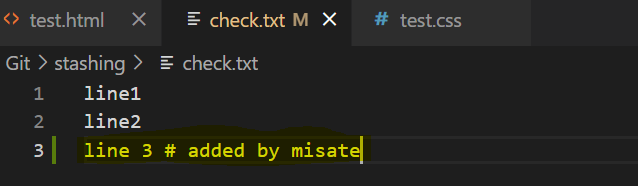 <> test.html × check.txt M × # test.css
Git > stashing > check.txt
1 line1
2 line2
3 line 3 # added by misate